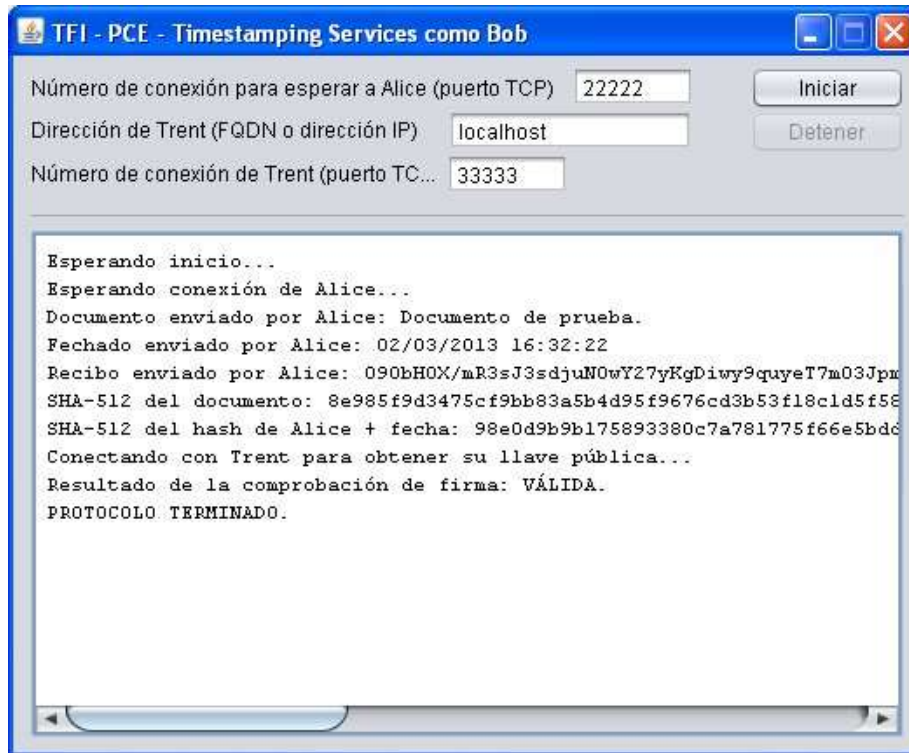 TFI - PCE - Timestamping Services como Bob
Número de conexión para esperar a Alice (puerto TCP) 22222 Iniciar
Dirección de Trent (FQDN o dirección IP) localhost Detener
Número de conexión de Trent (puerto TC... 33333
Esperando inicio...
Esperando conexión de Alice...
Documento enviado por Alice: Documento de prueba.
Fechado enviado por Alice: 02/03/2013 16:32:22
Recibo enviado por Alice: 090bH0X/mR3sJ3sdjuN0wY27yKgDiwy9quyeT7m03Jpm
SHA-512 del documento: 8e985f9d3475cf9bb83a5b4d95f9676cd3b53f18c1d5f58
SHA-512 del hash de Alice + fecha: 98e0d9b9b175893380c7a781775f66e5bdd
Conectando con Trent para obtener su llave pública...
Resultado de la comprobación de firma: VÁLIDA.
PROTOCOLO TERMINADO.